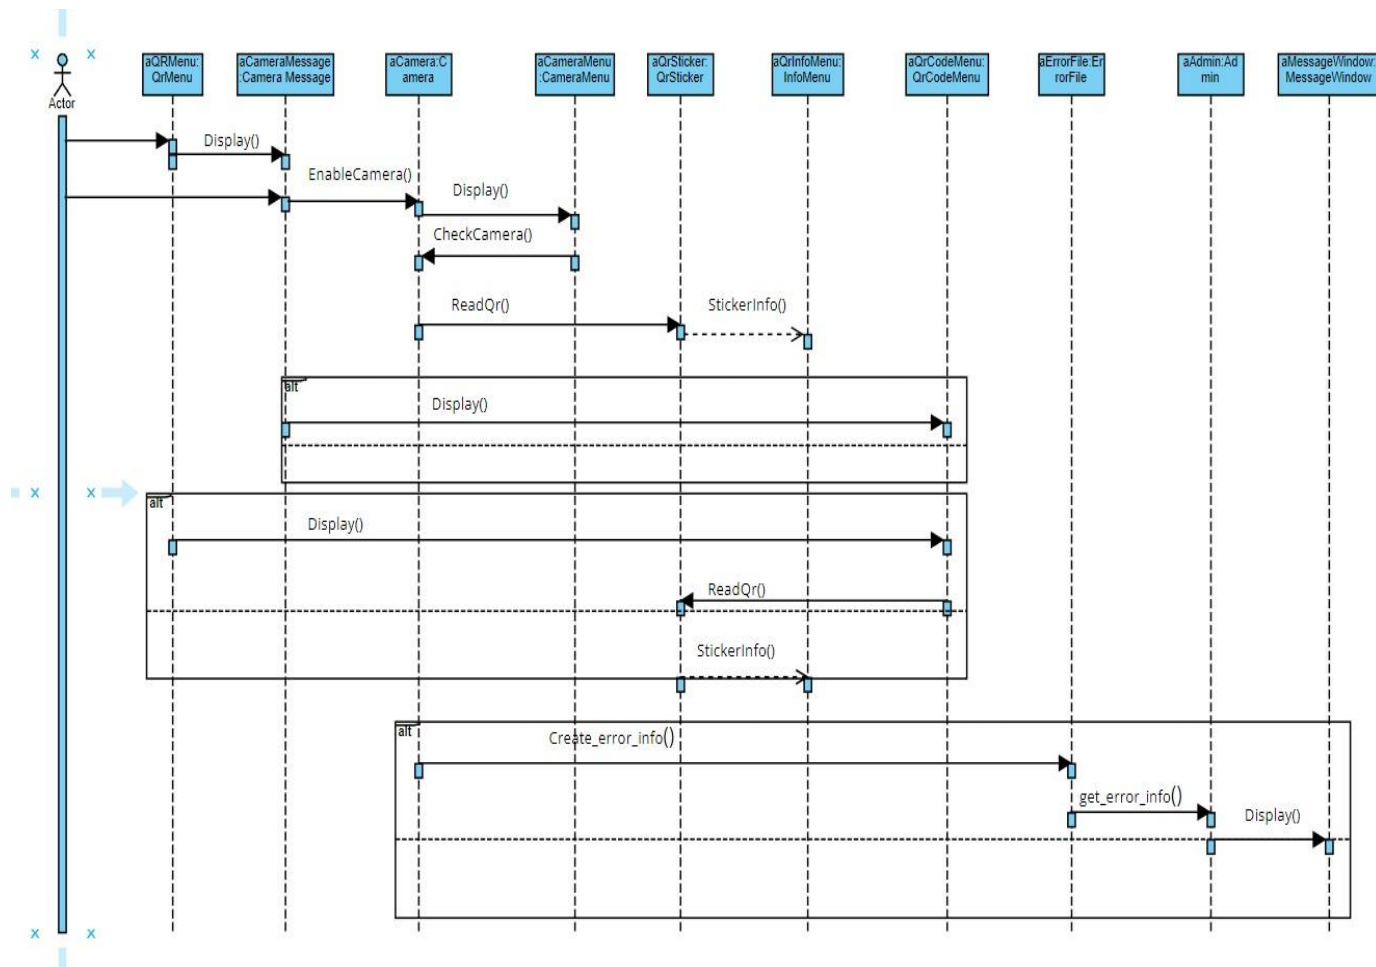 Actor
aQRMenu:
QrMenu
aCameraMessage
:Camera Message
aCamera:C
amera
aCameraMenu
:CameraMenu
aQrSticker:
QrSticker
aQrInfoMenu:
InfoMenu
aQrCodeMenu:
QrCodeMenu
aErrorFile:Er
rorFile
aAdmin:Ad
min
aMessageWindow:
MessageWindow
Display()
EnableCamera()
Display()
CheckCamera()
ReadQr()
StickerInfo()
alt
Display()
alt
Display()
ReadQr()
StickerInfo()
alt
Create_error_info()
get_error_info()
Display()